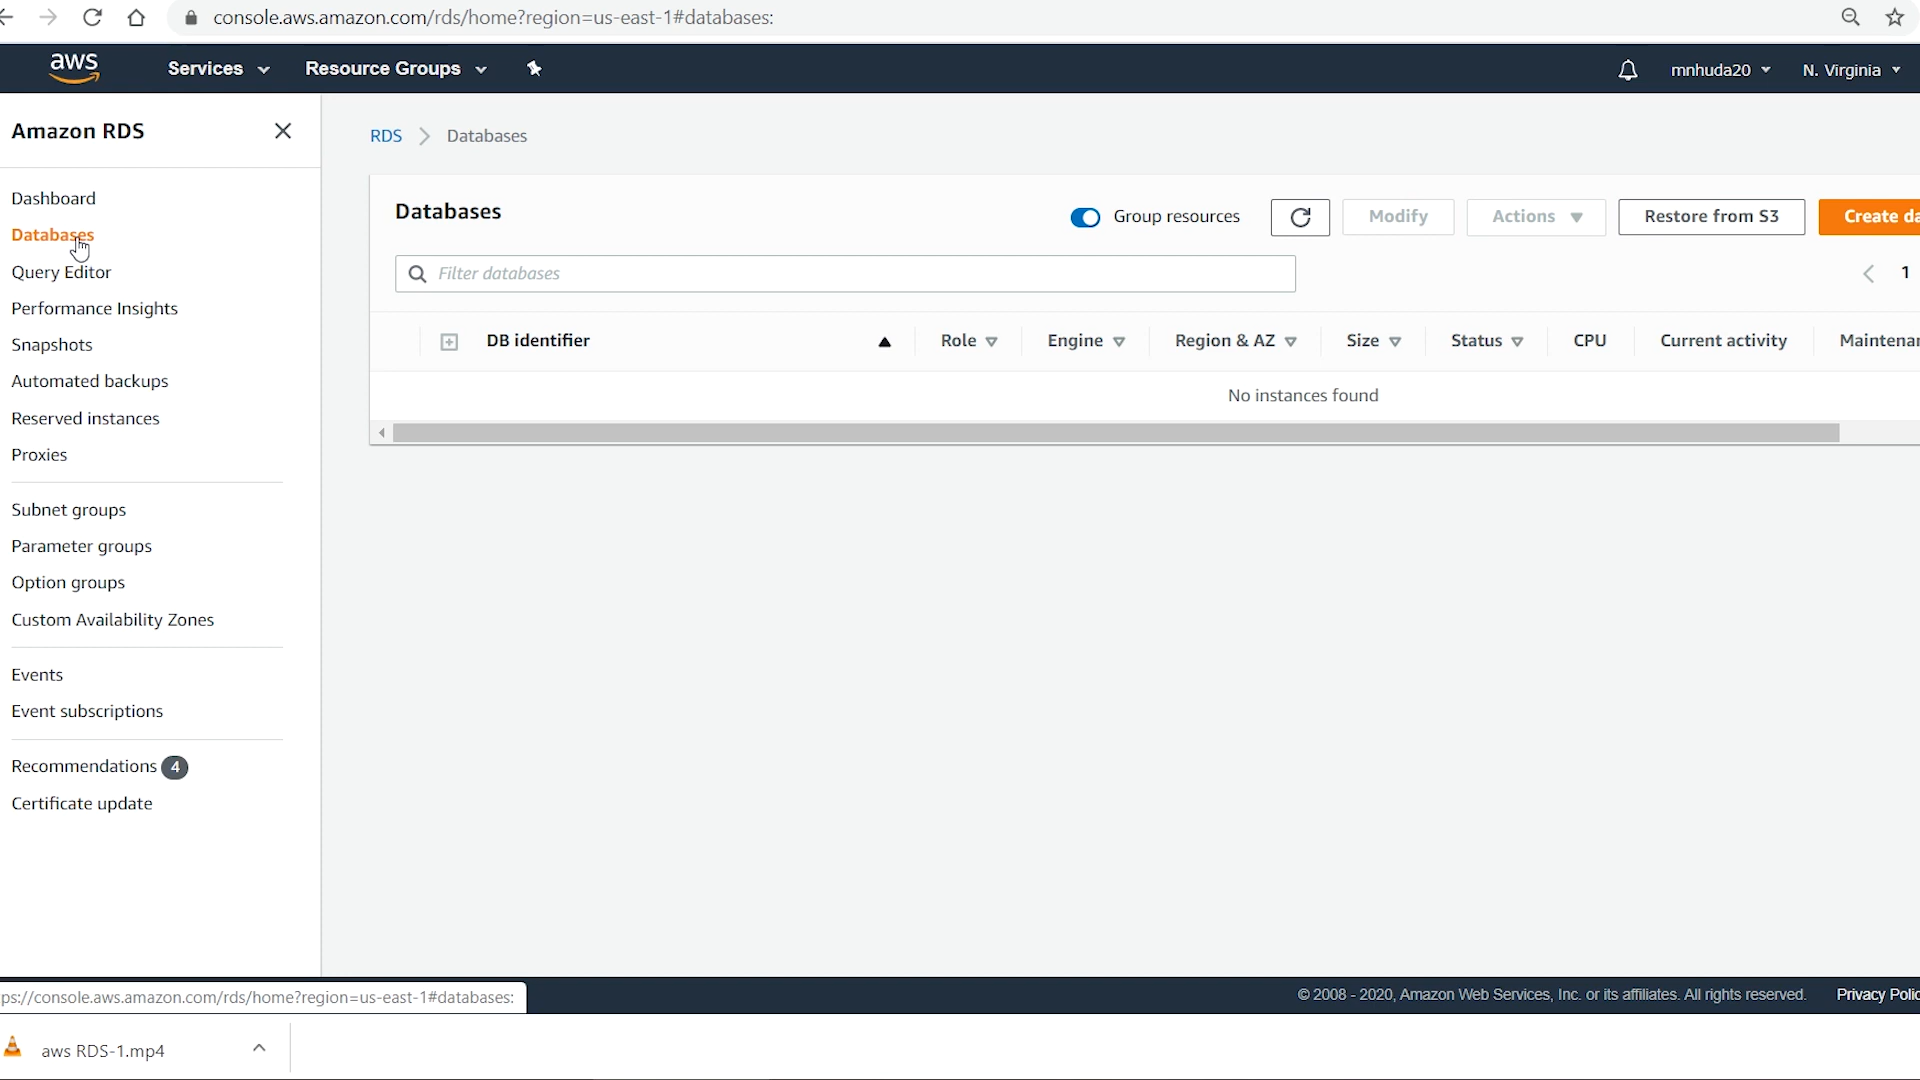 console.aws.amazon.com/rds/home?region=us-east-1#databases:
aws
Services
Resource Groups
mnhuda20
N. Virginia
Amazon RDS
Dashboard
Databases
Query Editor
Performance Insights
Snapshots
Automated backups
Reserved instances
Proxies
Subnet groups
Parameter groups
Option groups
Custom Availability Zones
Events
Event subscriptions
Recommendations 4
Certificate update
RDS > Databases
Databases
Group resources
Modify
Actions
Restore from S3
Create da
Filter databases
1
DB identifier
Role
Engine
Region & AZ
Size
Status
CPU
Current activity
Maintenan
No instances found
ps://console.aws.amazon.com/rds/home?region=us-east-1#databases:
© 2008 - 2020, Amazon Web Services, Inc. or its affiliates. All rights reserved.
Privacy Polic
aws RDS-1.mp4